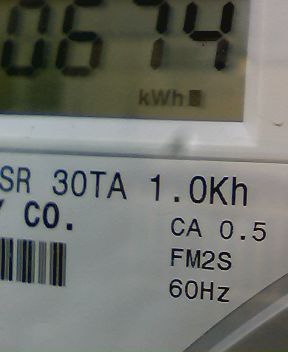 0674
kWh
SR 30TA 1.0Kh
Y CO.
CA 0.5
FM2S
60Hz